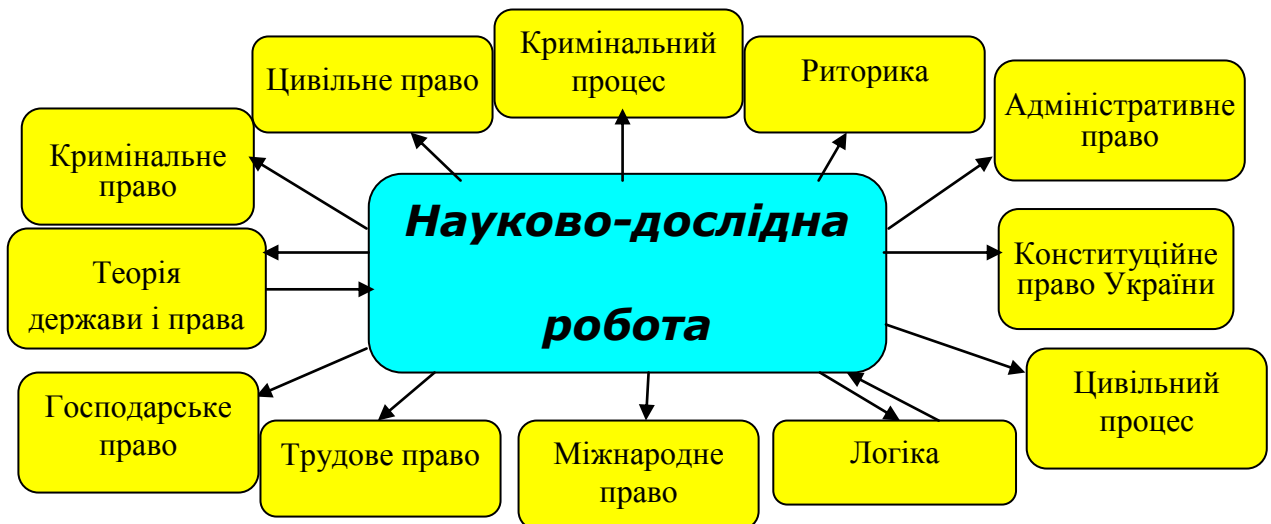 Кримінальний
процес
Цивільне право
Риторика
Адміністративне
право
Кримінальне
право
Науково-дослідна
робота
Теорія
держави і права
Конституційне
право України
Господарське
право
Цивільний
процес
Трудове право
Міжнародне
право
Логіка